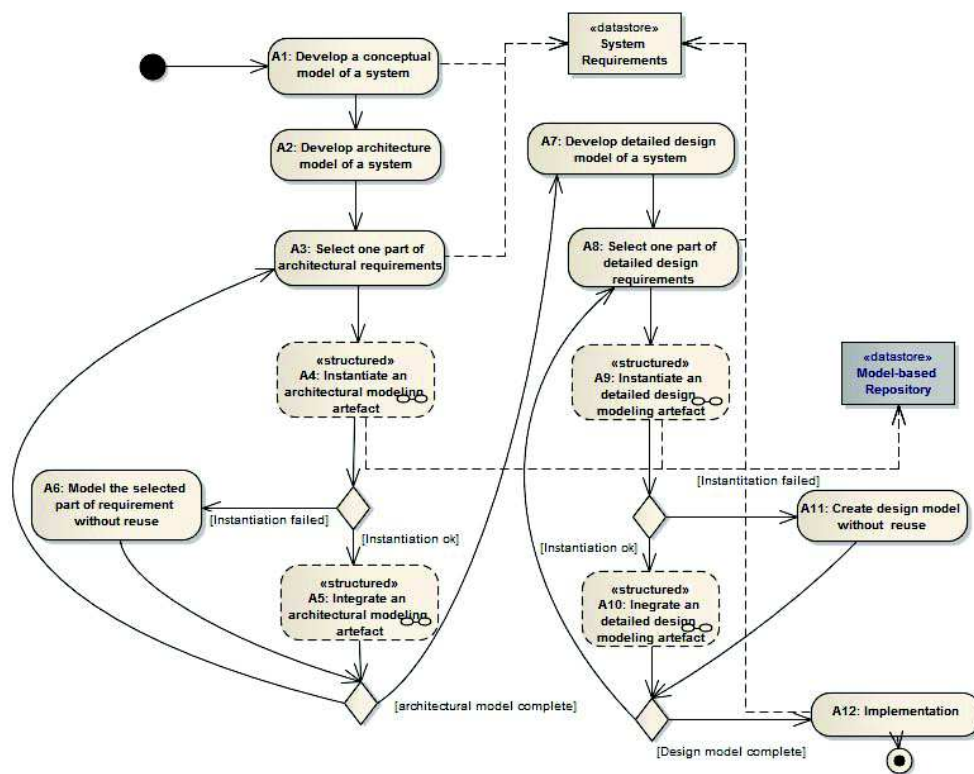 A1: Develop a conceptual
model of a system
«datastore»
System
Requirements
A2: Develop architecture
model of a system
A7: Develop detailed design
model of a system
A3: Select one part of
architectural requirements
A8: Select one part of
detailed design
requirements
«structured»
A4: Instantiate an
architectural modeling
artefact
«structured»
A9: Instantiate an
detailed design
modeling artefact
«datastore»
Model-based
Repository
A6: Model the selected
part of requirement
without reuse
[Instantiation failed]
[Instantiation ok]
[Instantitation failed]
A11: Create design model
without reuse
[Instantiation ok]
«structured»
A5: Integrate an
architectural modeling
artefact
«structured»
A10: Inegrate an
detailed design
modeling artefact
[architectural model complete]
A12: Implementation
[Design model complete]